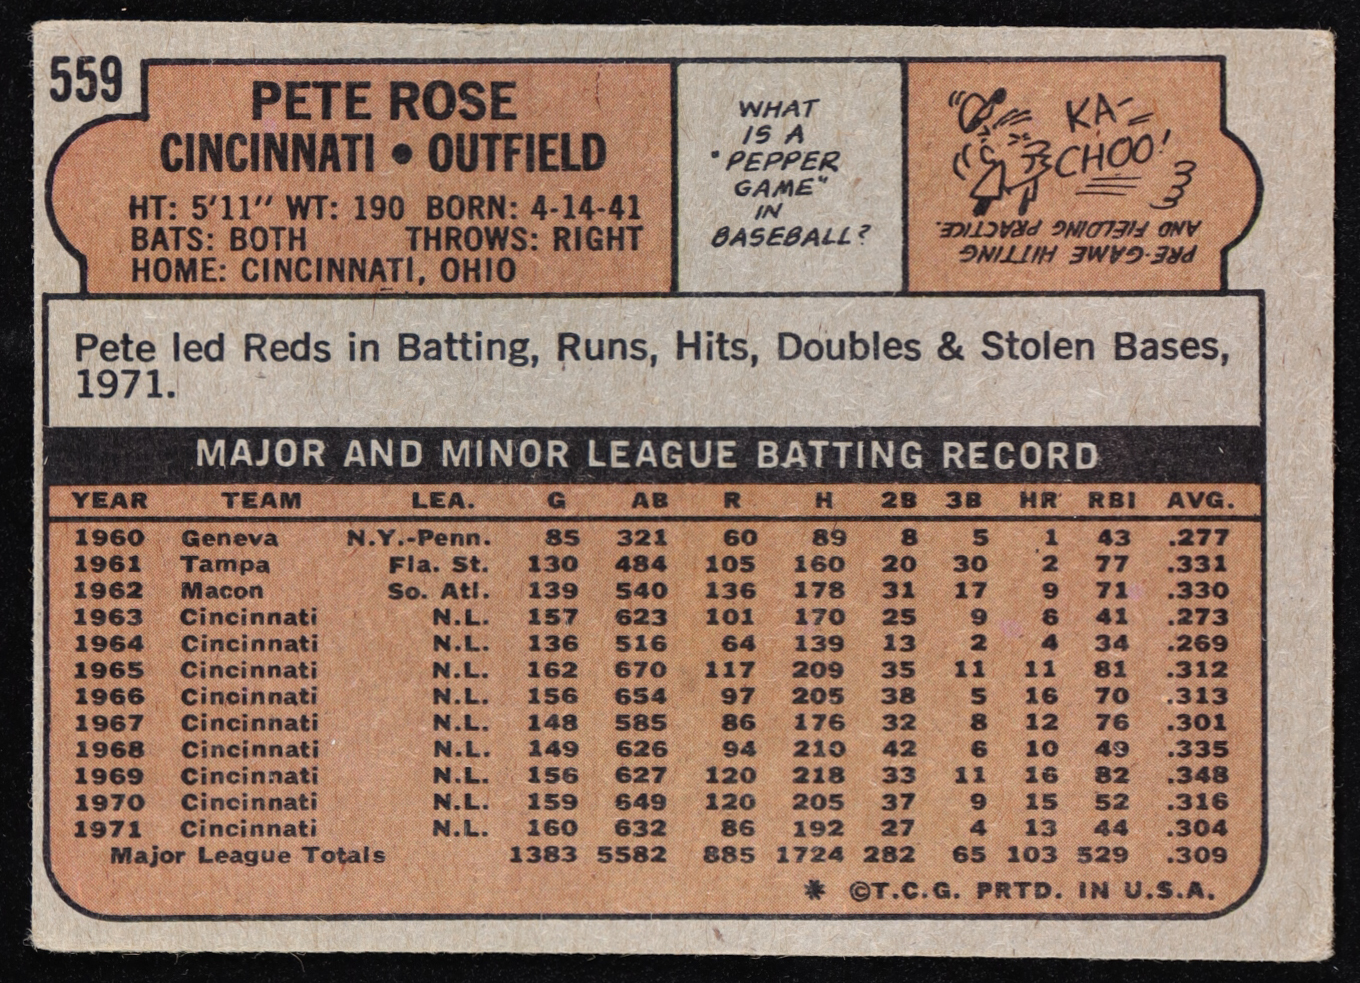 559
PETE ROSE
CINCINNATI • OUTFIELD
HT: 5'11" WT: 190 BORN: 4-14-41
BATS: BOTH THROWS: RIGHT
HOME: CINCINNATI, OHIO
WHAT
IS A
"PEPPER
GAME"
IN
BASEBALL?
KA-
CHOO!
PRE-GAME HITTING
AND FIELDING PRACTICE.
Pete led Reds in Batting, Runs, Hits, Doubles & Stolen Bases,
1971.
MAJOR AND MINOR LEAGUE BATTING RECORD
YEAR TEAM LEA. G AB R H 2B 3B HR RBI AVG.
1960 Geneva N.Y.-Penn. 85 321 60 89 8 5 1 43 .277
1961 Tampa Fla. St. 130 484 105 160 20 30 2 77 .331
1962 Macon So. Atl. 139 540 136 178 31 17 9 71 .330
1963 Cincinnati N.L. 157 623 101 170 25 9 6 41 .273
1964 Cincinnati N.L. 136 516 64 139 13 2 4 34 .269
1965 Cincinnati N.L. 162 670 117 209 35 11 11 81 .312
1966 Cincinnati N.L. 156 654 97 205 38 5 16 70 .313
1967 Cincinnati N.L. 148 585 86 176 32 8 12 76 .301
1968 Cincinnati N.L. 149 626 94 210 42 6 10 49 .335
1969 Cincinnati N.L. 156 627 120 218 33 11 16 82 .348
1970 Cincinnati N.L. 159 649 120 205 37 9 15 52 .316
1971 Cincinnati N.L. 160 632 86 192 27 4 13 44 .304
Major League Totals 1383 5582 885 1724 282 65 103 529 .309
* ©T.C.G. PRTD. IN U.S.A.